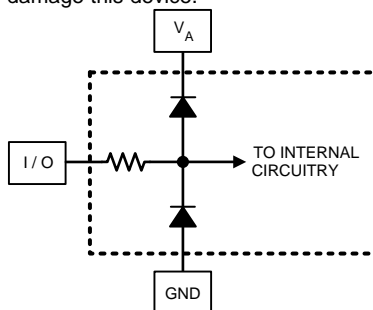 damage this device.
VA
I / O
TO INTERNAL
CIRCUITRY
GND